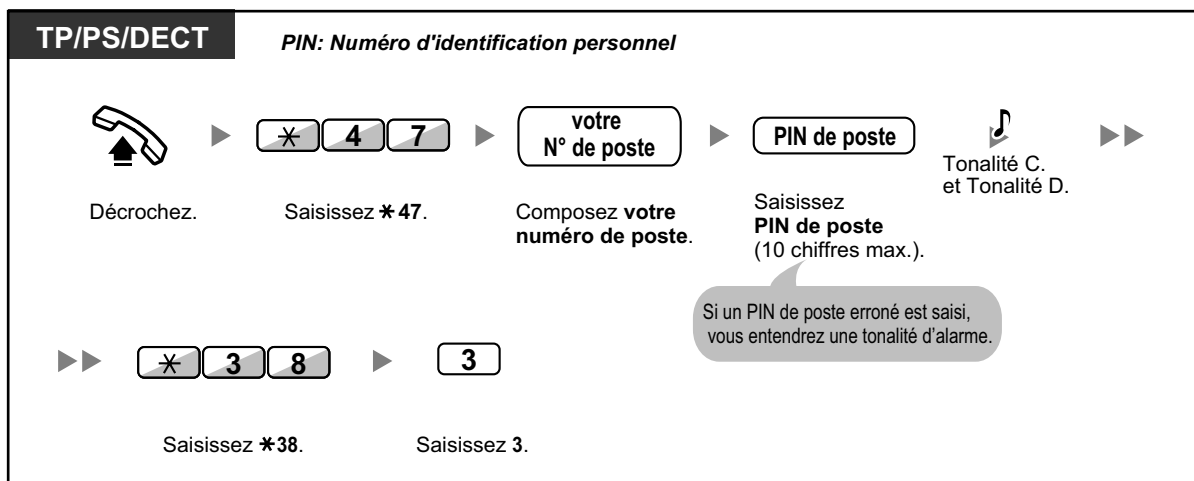 TP/PS/DECT
PIN: Numéro d'identification personnel
✳ 4 7
votre
N° de poste
PIN de poste
Tonalité C.
et Tonalité D.
Décrochez.
Saisissez ✳47.
Composez votre
numéro de poste.
Saisissez
PIN de poste
(10 chiffres max.).
Si un PIN de poste erroné est saisi,
vous entendrez une tonalité d’alarme.
✳ 3 8
3
Saisissez ✳38.
Saisissez 3.